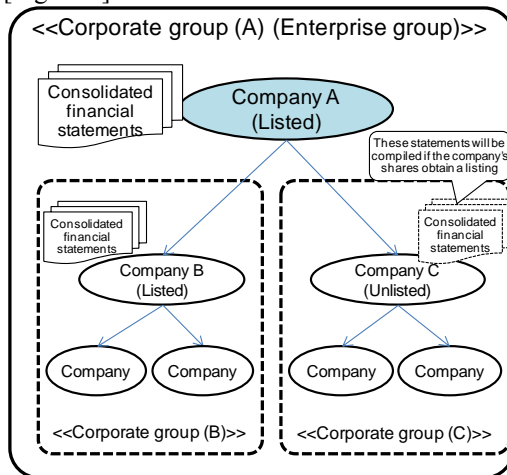 <<Corporate group (A) (Enterprise group)>>
Consolidated
financial
statements
Company A
(Listed)
These statements will be
compiled if the company's
shares obtain a listing
Consolidated
financial
statements
Consolidated
financial
statements
Company B
(Listed)
Company C
(Unlisted)
Company
Company
Company
Company
<<Corporate group (B)>>
<<Corporate group (C)>>